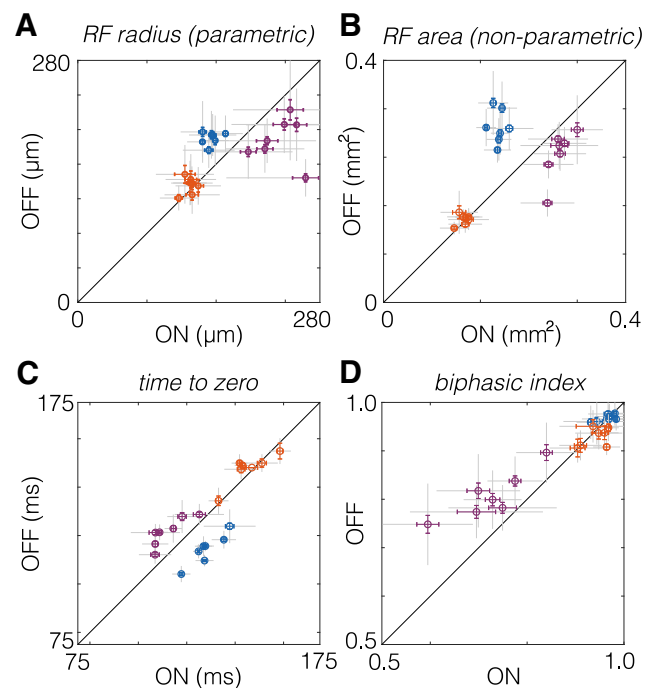 A
RF radius (parametric)
280
OFF (µm)
0
0
ON (µm)
280
B
RF area (non-parametric)
0.4
OFF (mm²)
0
0
ON (mm²)
0.4
C
time to zero
175
OFF (ms)
75
75
ON (ms)
175
D
biphasic index
1.0
OFF
0.5
0.5
ON
1.0